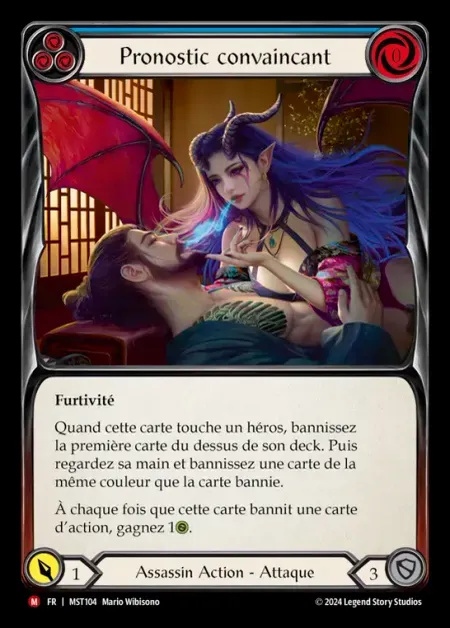 Pronostic convaincant
0
Furtivité
Quand cette carte touche un héros, bannissez
la première carte du dessus de son deck. Puis
regardez sa main et bannissez une carte de la
même couleur que la carte bannie.
À chaque fois que cette carte bannit une carte
d'action, gagnez 1.
1
Assassin Action - Attaque
3
M FR | MST104 Mario Wibisono
© 2024 Legend Story Studios